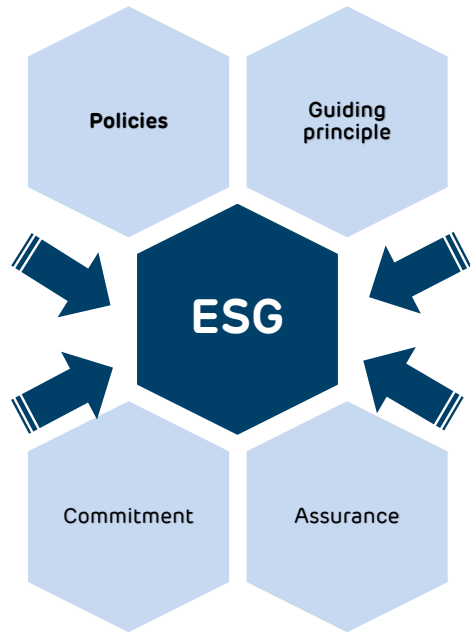 Policies
Guiding
principle
ESG
Commitment
Assurance